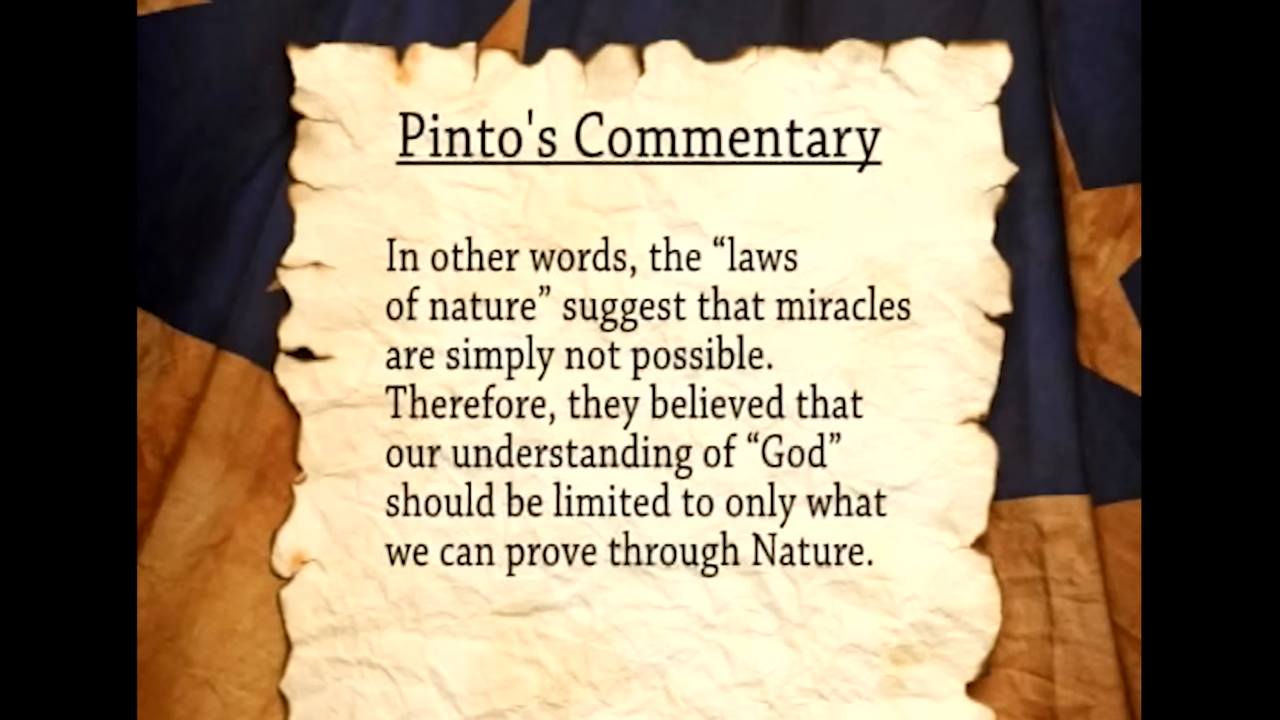 Pinto's Commentary
In other words, the “laws
of nature” suggest that miracles
are simply not possible.
Therefore, they believed that
our understanding of “God”
should be limited to only what
we can prove through Nature.